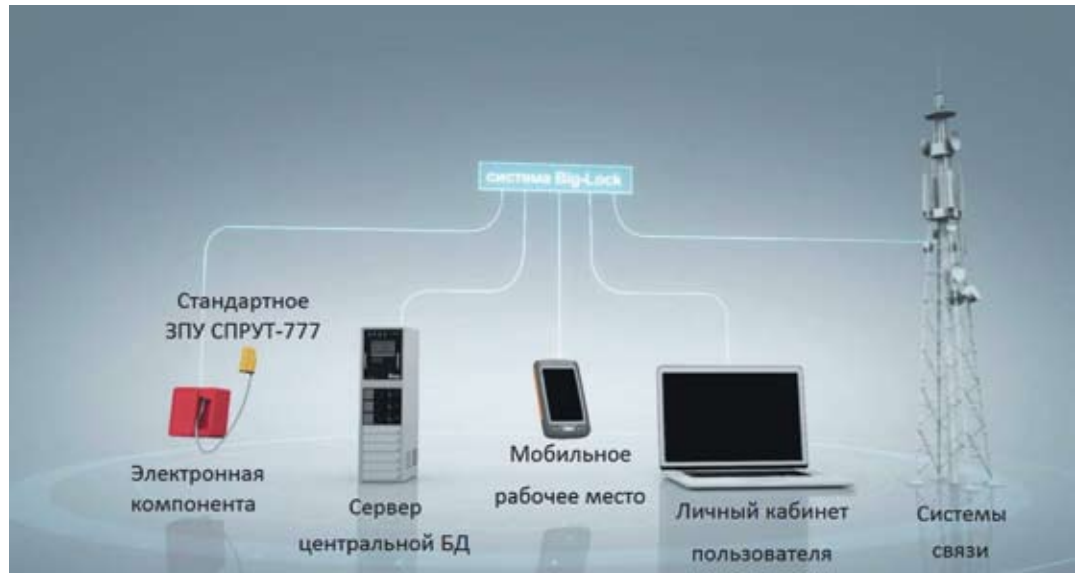 система Big-Lock
Стандартное
ЗПУ СПРУТ-777
Электронная
компонента
Сервер
центральной БД
Мобильное
рабочее место
Личный кабинет
пользователя
Системы
связи